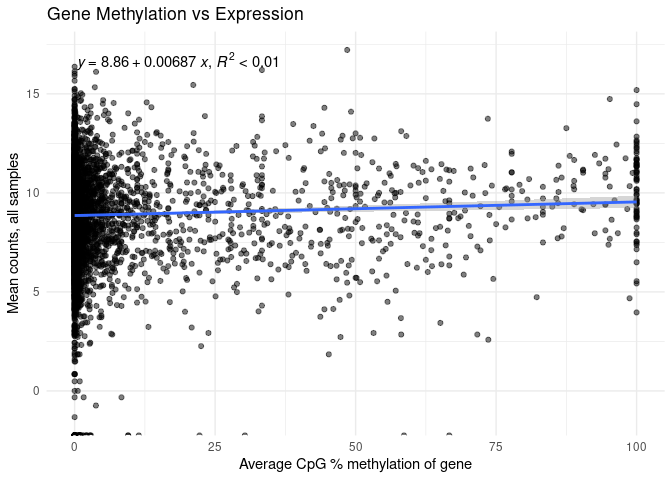 Gene Methylation vs Expression
y = 8.86 + 0.00687 x, R² < 0.01
15
10
5
0
Mean counts, all samples
0 25 50 75 100
Average CpG % methylation of gene